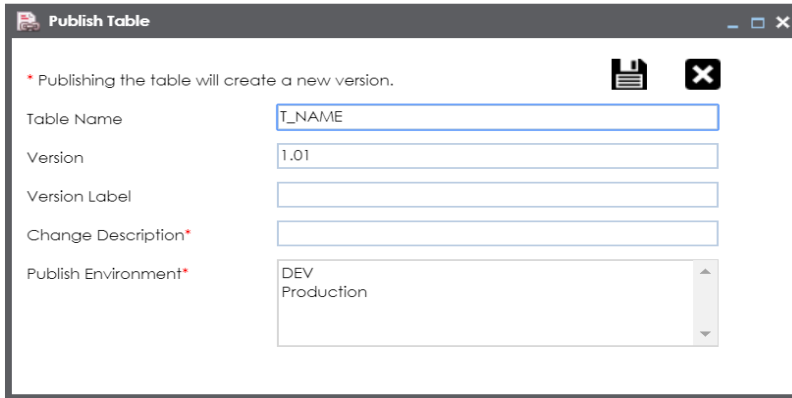 Publish Table
* Publishing the table will create a new version.
Table Name T_NAME
Version 1.01
Version Label
Change Description*
Publish Environment* DEV
Production